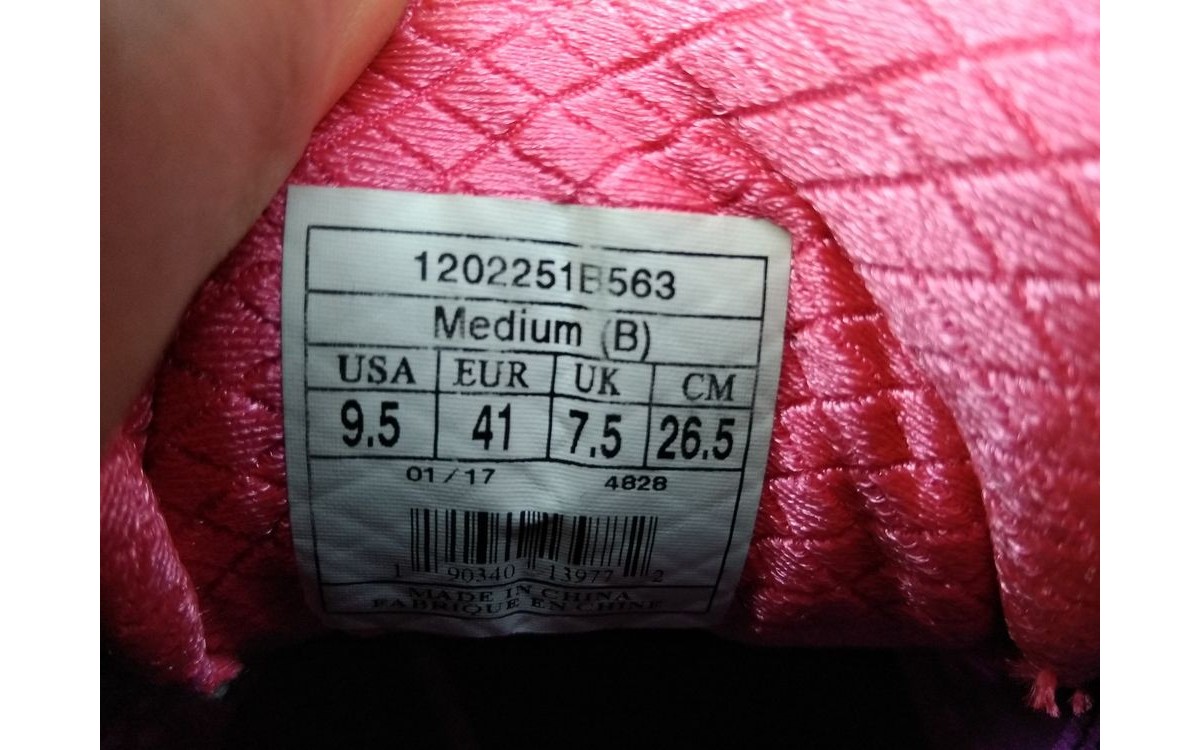 1202251B563
Medium (B)
USA EUR UK CM
9.5 41 7.5 26.5
01/17 4828
1 90340 13977 2
MADE IN CHINA
FABRIQUE EN CHINE